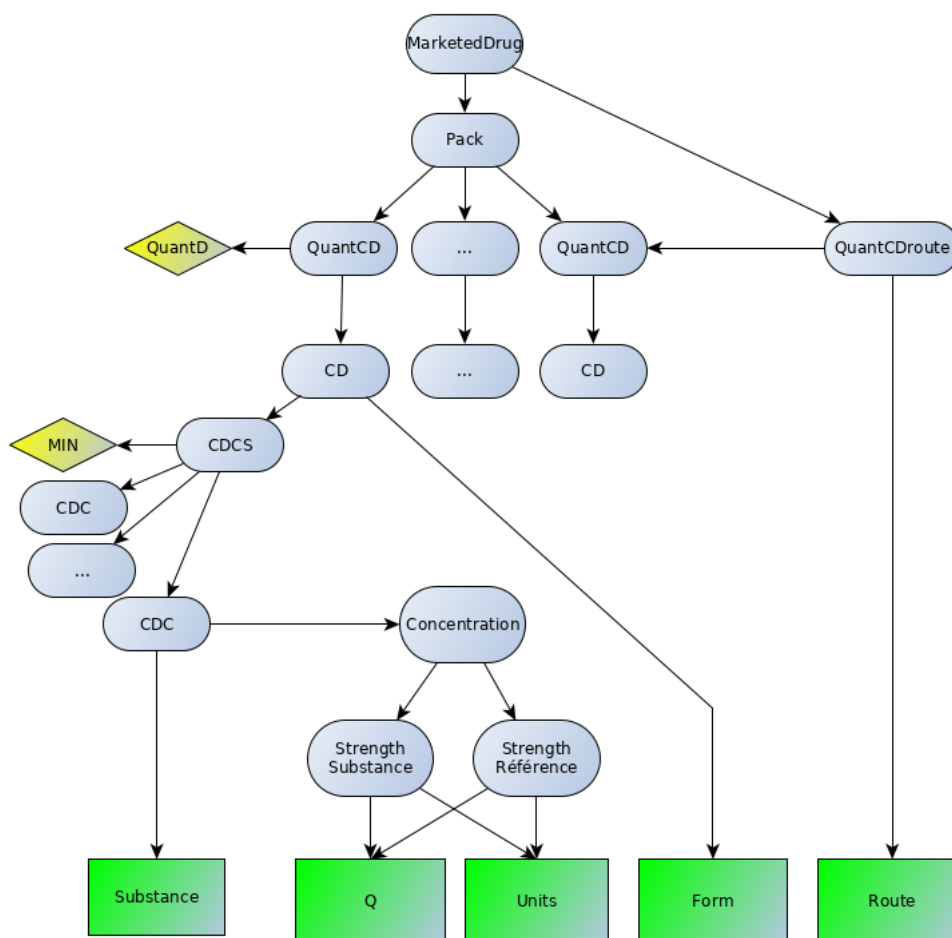 MarketedDrug
Pack
QuantD
QuantCD
...
QuantCD
QuantCDroute
CD
...
CD
MIN
CDCS
CDC
...
CDC
Concentration
Strength
Substance
Strength
Référence
Substance
Q
Units
Form
Route